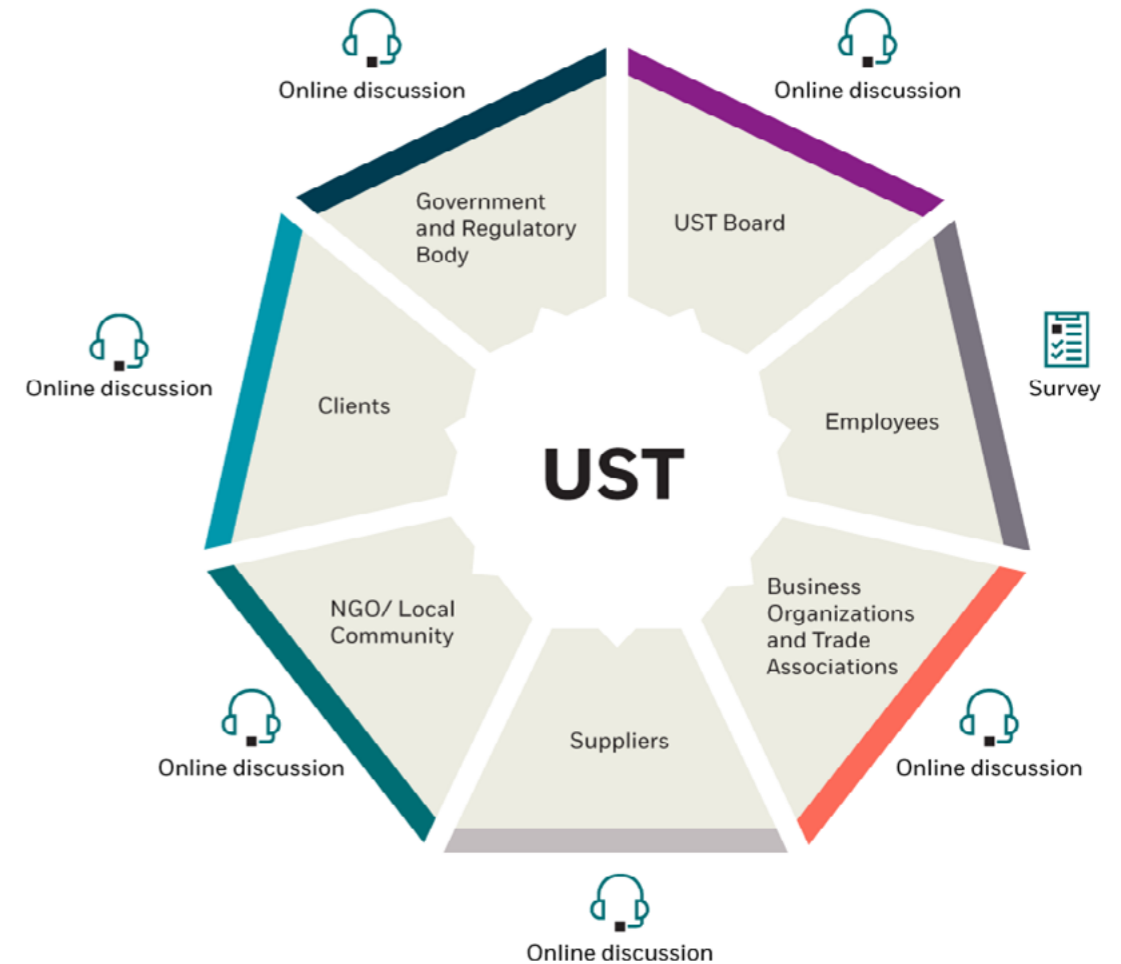 Online discussion
Online discussion
Government
and Regulatory
Body
UST Board
Online discussion
Clients
Employees
Survey
UST
NGO/ Local
Community
Business
Organizations
and Trade
Associations
Suppliers
Online discussion
Online discussion
Online discussion